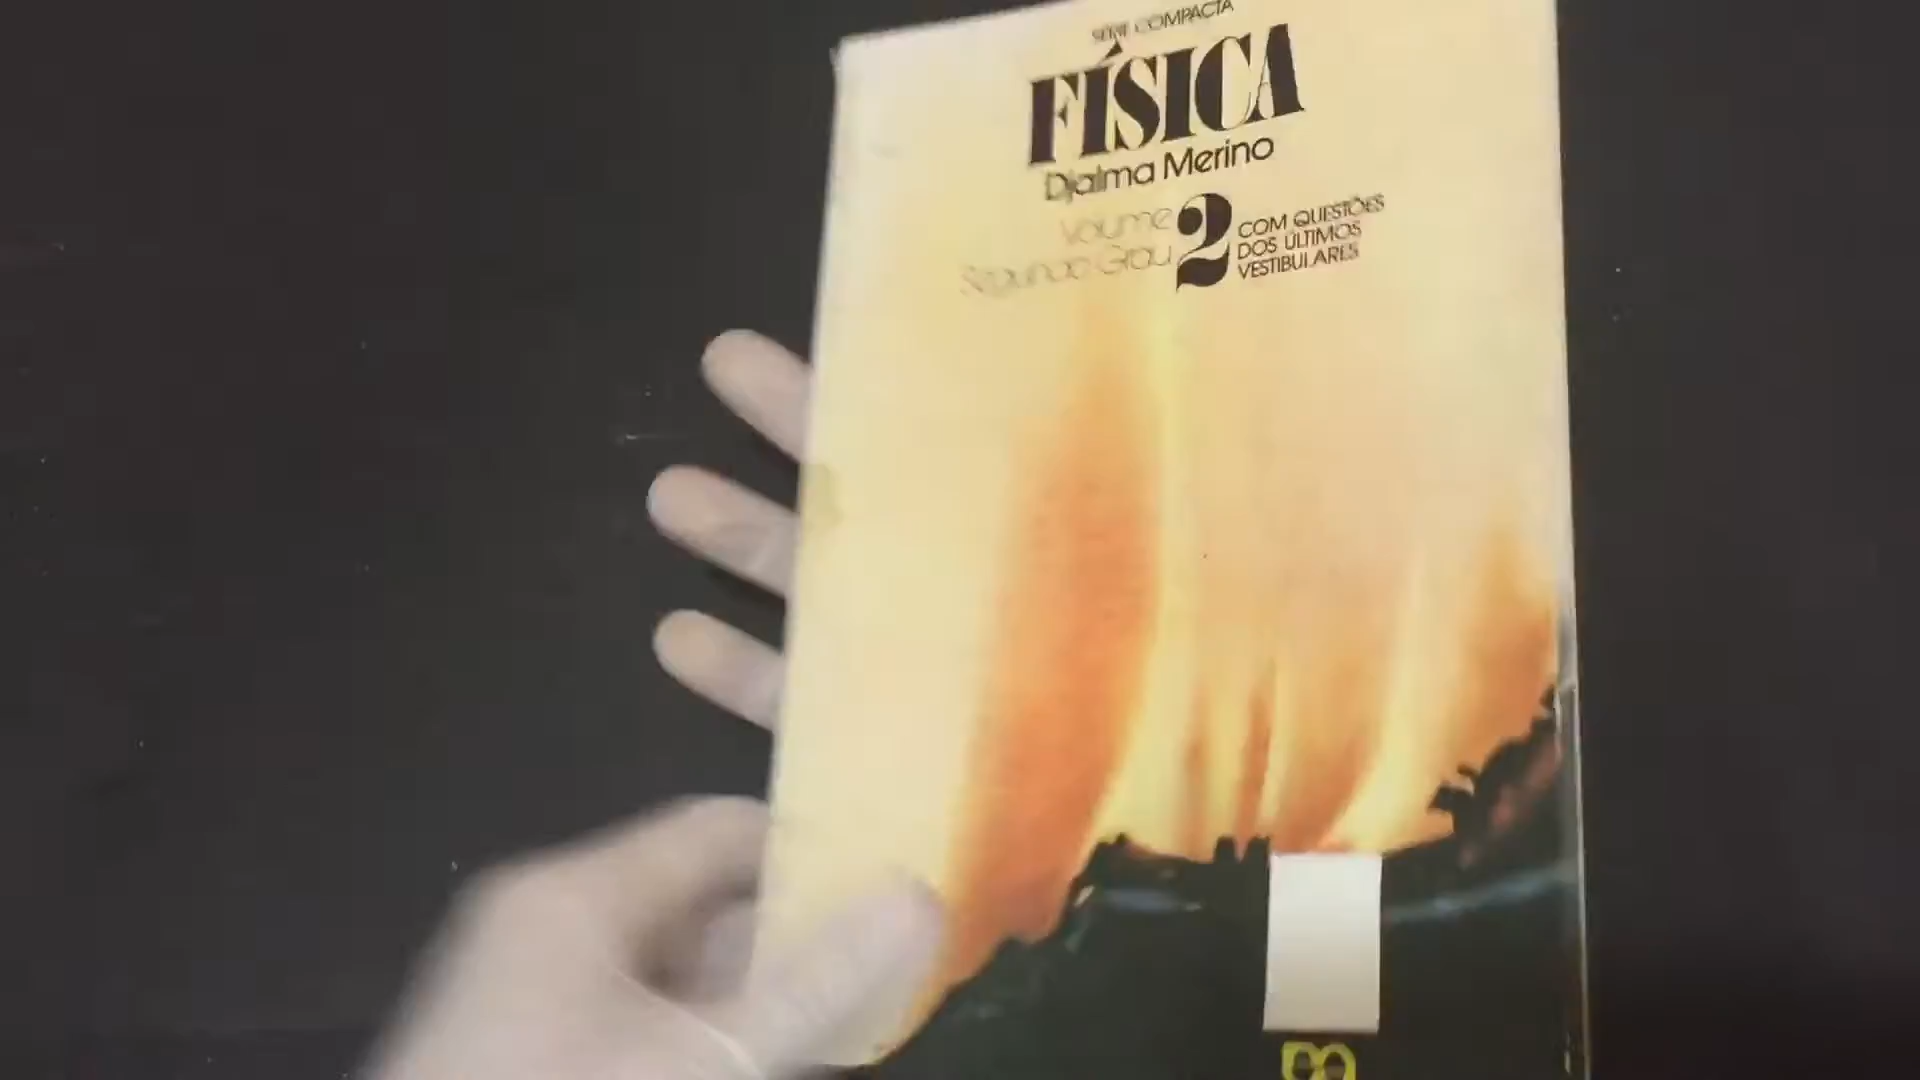 SÉRIE COMPACTA
FÍSICA
Djalma Merino
Volume 2
Segundo Grau
COM QUESTÕES
DOS ÚLTIMOS
VESTIBULARES